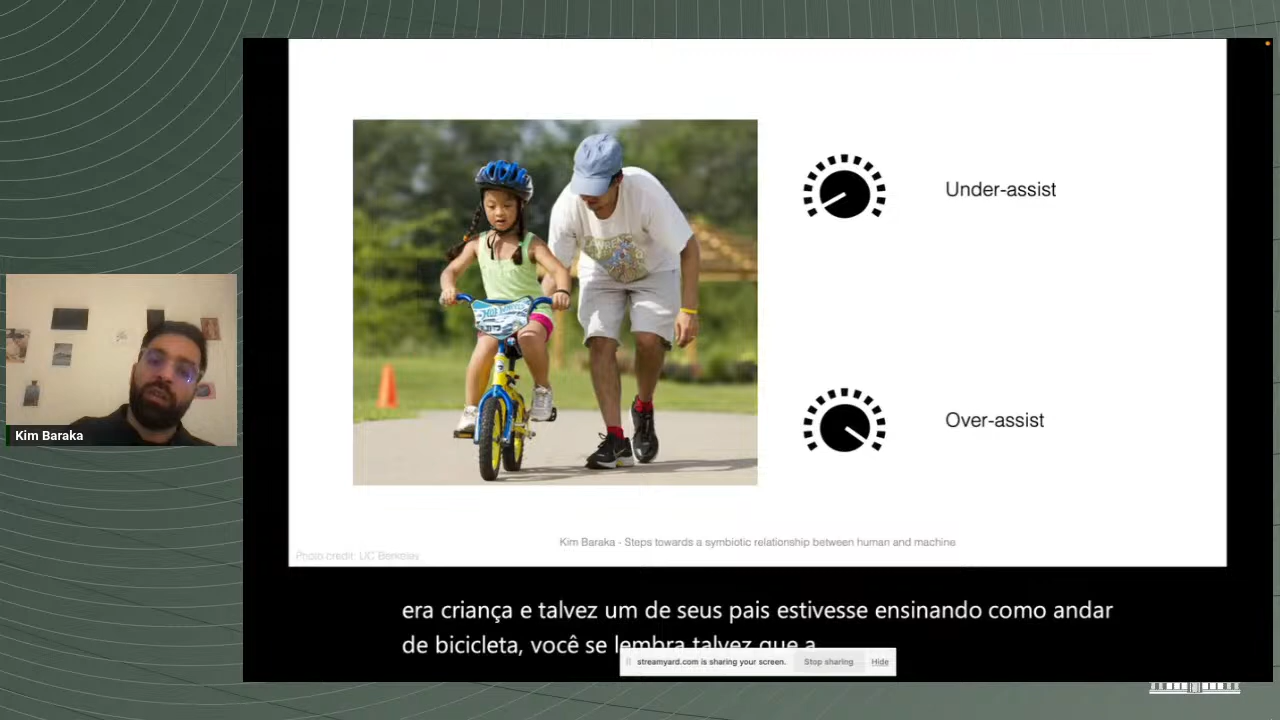 Under-assist
Over-assist
Kim Baraka
Kim Baraka - Steps towards a symbiotic relationship between human and machine
Photo credit: UC Berkeley
era criança e talvez um de seus pais estivesse ensinando como andar
de bicicleta, você se lembra talvez que a
streamyard.com is sharing your screen. Stop sharing Hide